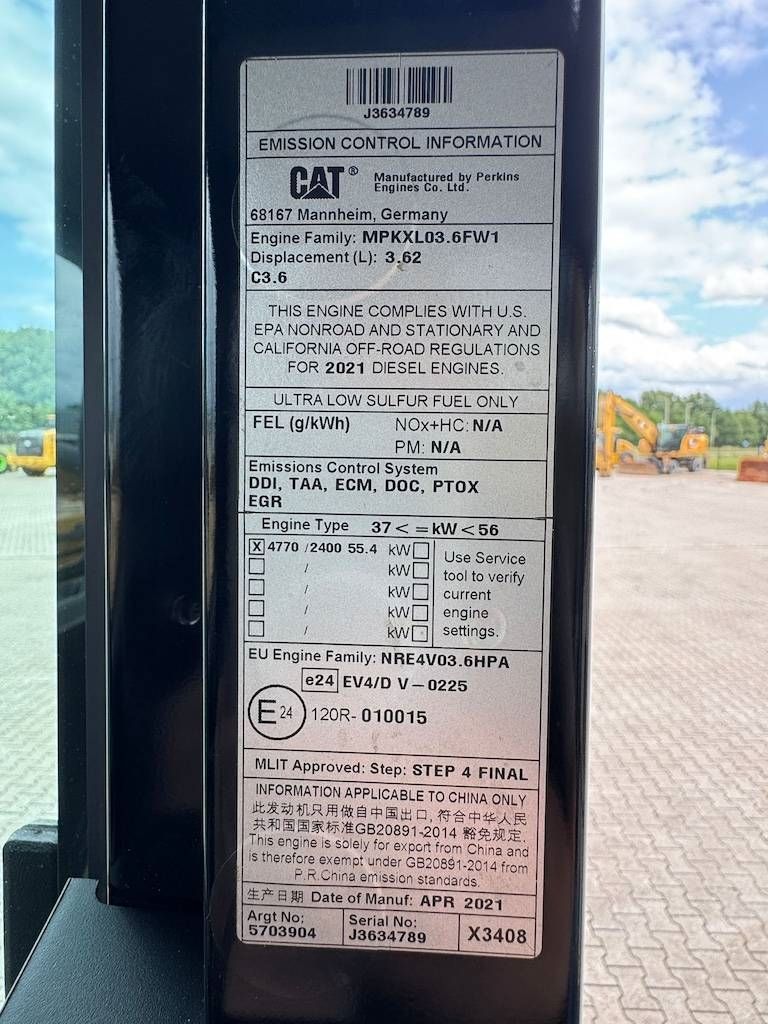 J3634789
EMISSION CONTROL INFORMATION
CAT® Manufactured by Perkins
Engines Co. Ltd.
68167 Mannheim, Germany
Engine Family: MPKXL03.6FW1
Displacement (L): 3.62
C3.6
THIS ENGINE COMPLIES WITH U.S.
EPA NONROAD AND STATIONARY AND
CALIFORNIA OFF-ROAD REGULATIONS
FOR 2021 DIESEL ENGINES.
ULTRA LOW SULFUR FUEL ONLY
FEL (g/kWh) NOx+HC: N/A
PM: N/A
Emissions Control System
DDI, TAA, ECM, DOC, PTOX
EGR
Engine Type 37 < = kW < 56
X 4770 /2400 55.4 kW
/ kW
/ kW
/ kW
/ kW
Use Service
tool to verify
current
engine
settings.
EU Engine Family: NRE4V03.6HPA
e24 EV4/D V-0225
E24 120R-010015
MLIT Approved: Step: STEP 4 FINAL
INFORMATION APPLICABLE TO CHINA ONLY
此发动机只用做自中国出口, 符合中华人民
共和国国家标准GB20891-2014 豁免规定.
This engine is solely for export from China and
is therefore exempt under GB20891-2014 from
P.R.China emission standards.
生产日期 Date of Manuf: APR 2021
Argt No:
5703904
Serial No:
J3634789
X3408